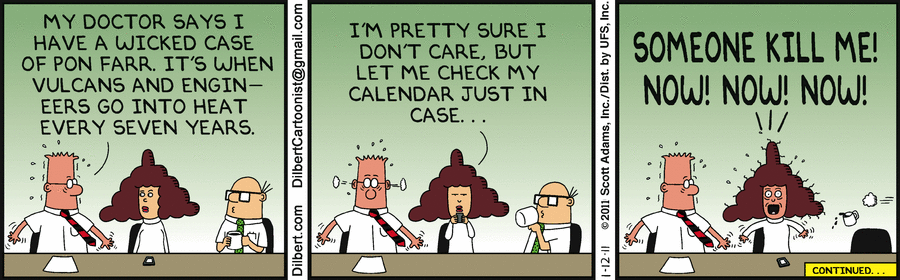 MY DOCTOR SAYS I
HAVE A WICKED CASE
OF PON FARR. IT'S WHEN
VULCANS AND ENGIN-
EERS GO INTO HEAT
EVERY SEVEN YEARS.
Dilbert.com DilbertCartoonist@gmail.com
I'M PRETTY SURE I
DON'T CARE, BUT
LET ME CHECK MY
CALENDAR JUST IN
CASE...
1-12-11 © 2011 Scott Adams, Inc./Dist. by UFS, Inc.
SOMEONE KILL ME!
NOW! NOW! NOW!
CONTINUED...